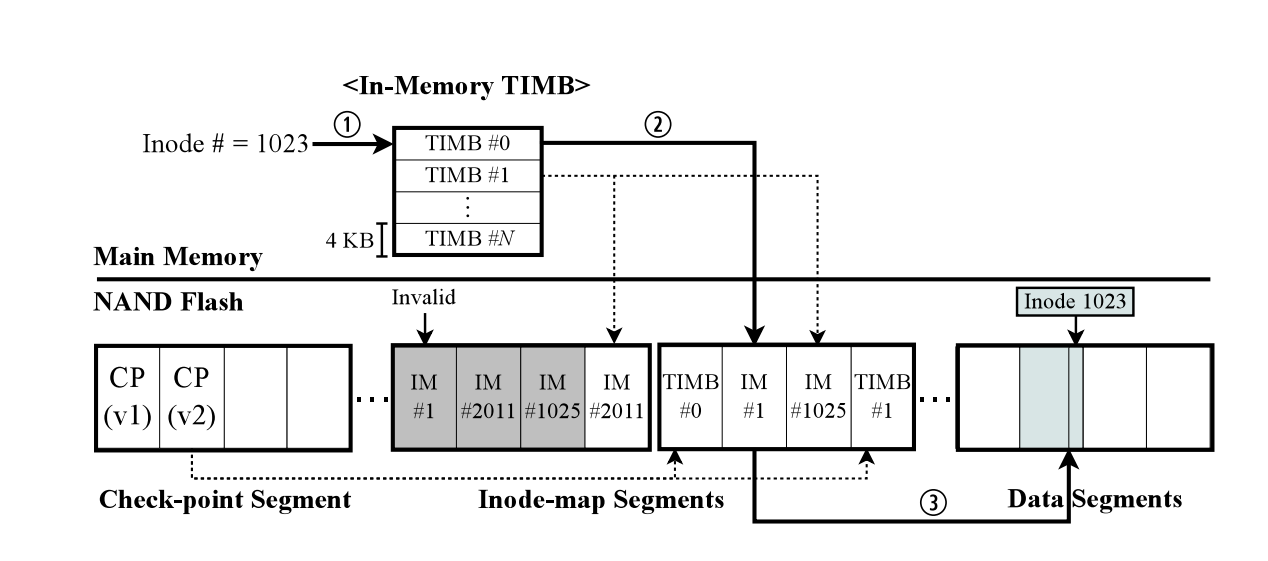 <In-Memory TIMB>
Inode # = 1023
①
②
TIMB #0
TIMB #1
⋮
4 KB
TIMB #N
Main Memory
NAND Flash
Invalid
Inode 1023
CP
(v1)
CP
(v2)
...
IM
#1
IM
#2011
IM
#1025
IM
#2011
TIMB
#0
IM
#1
IM
#1025
TIMB
#1
...
Check-point Segment
Inode-map Segments
③
Data Segments